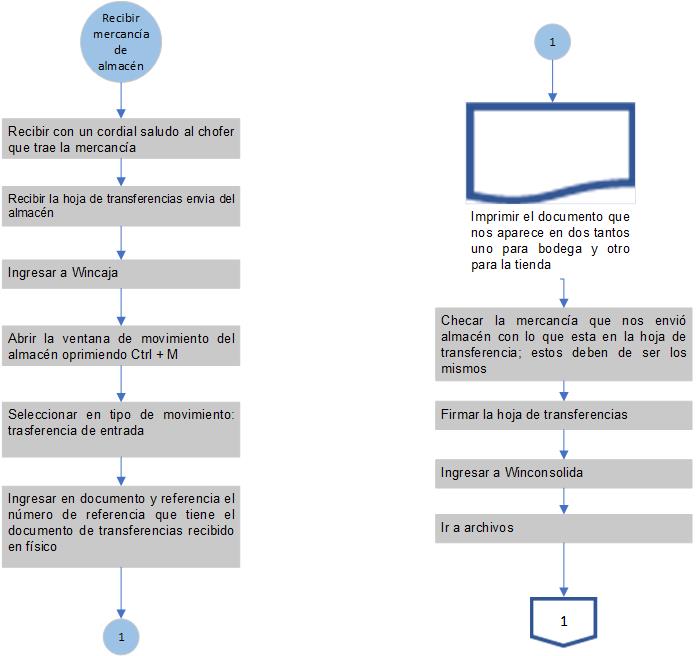 Recibir
mercancía
de
almacén
Recibir con un cordial saludo al chofer
que trae la mercancía
Recibir la hoja de transferencias envia del
almacén
Ingresar a Wincaja
Abrir la ventana de movimiento del
almacén oprimiendo Ctrl + M
Seleccionar en tipo de movimiento:
trasferencia de entrada
Ingresar en documento y referencia el
número de referencia que tiene el
documento de transferencias recibido
en físico
1
1
Imprimir el documento que
nos aparece en dos tantos
uno para bodega y otro
para la tienda
Checar la mercancía que nos envió
almacén con lo que esta en la hoja de
transferencia; estos deben de ser los
mismos
Firmar la hoja de transferencias
Ingresar a Winconsolida
Ir a archivos
1